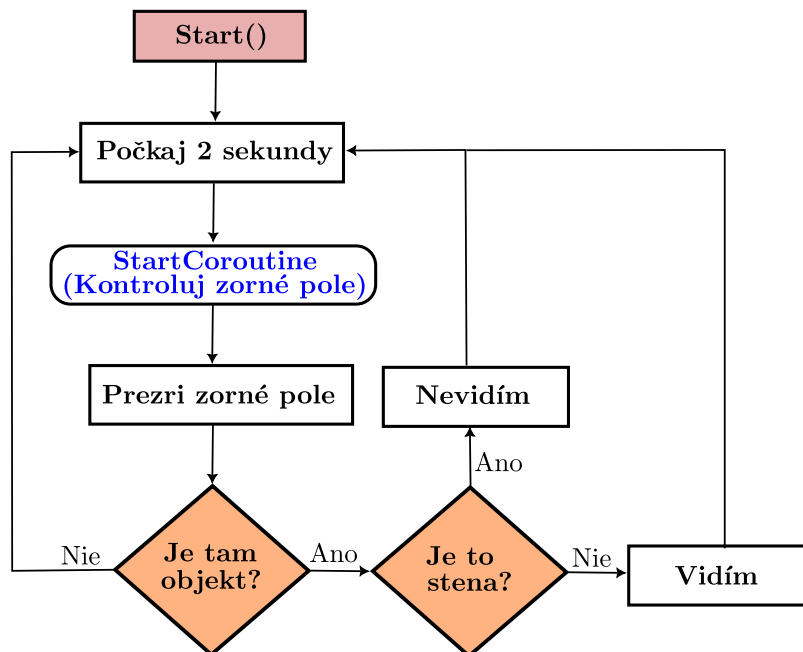 Start()
Počkaj 2 sekundy
StartCoroutine
(Kontroluj zorné pole)
Prezri zorné pole
Nevidím
Ano
Nie
Je tam
objekt?
Ano
Je to
stena?
Nie
Vidím